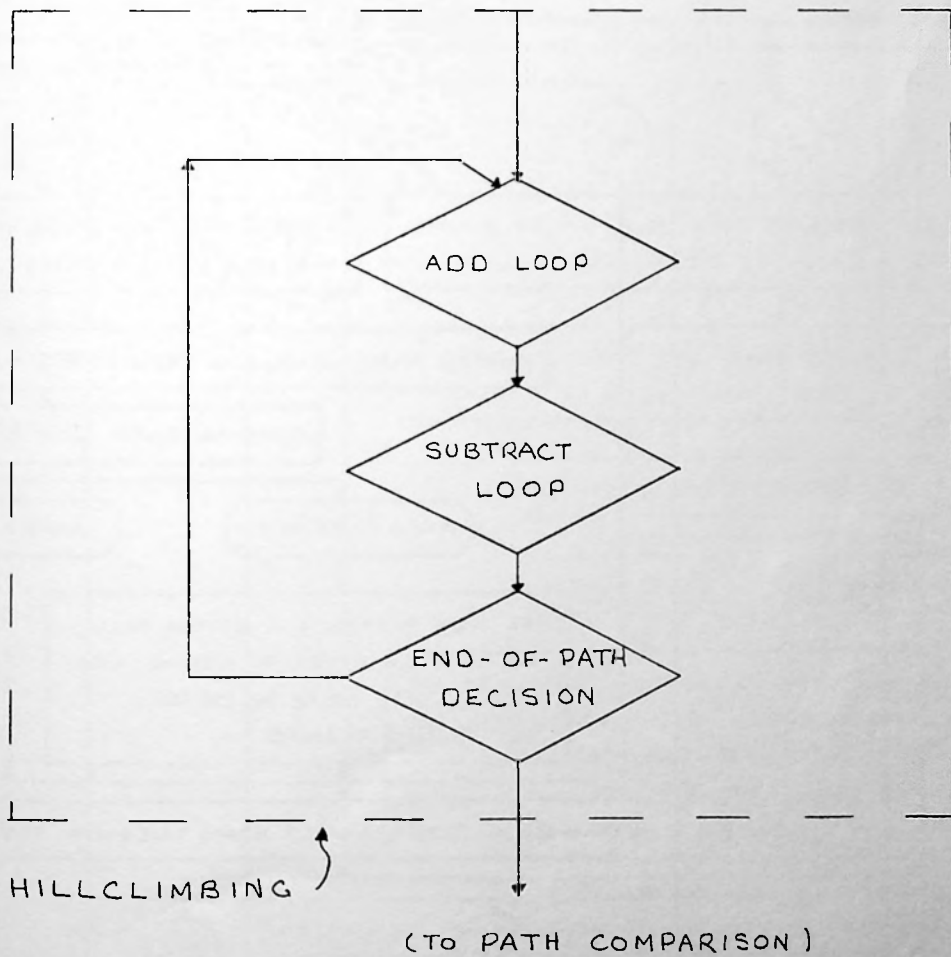 ADD LOOP
SUBTRACT
LOOP
END-OF-PATH
DECISION
HILLCLIMBING
(TO PATH COMPARISON)